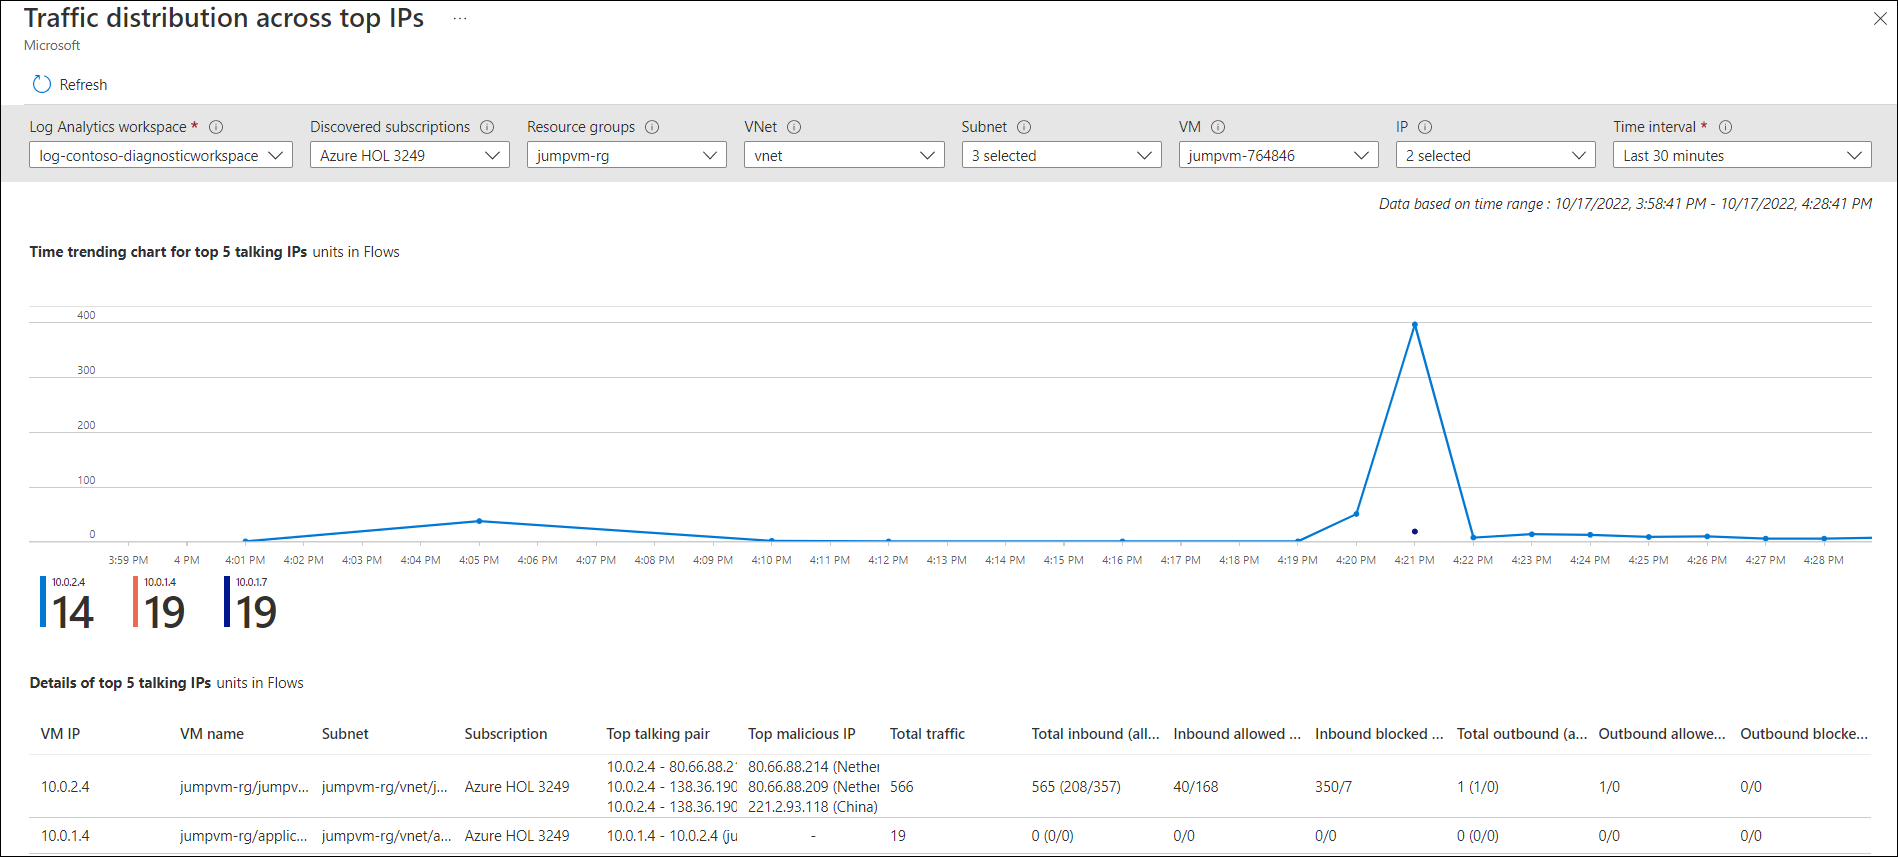 Traffic distribution across top IPs ...
Microsoft
Refresh
Log Analytics workspace * Discovered subscriptions Resource groups VNet Subnet VM IP Time interval *
log-contoso-diagnosticworkspace Azure HOL 3249 jumpvm-rg vnet 3 selected jumpvm-764846 2 selected Last 30 minutes
Data based on time range : 10/17/2022, 3:58:41 PM - 10/17/2022, 4:28:41 PM
Time trending chart for top 5 talking IPs units in Flows
400
300
200
100
0
3:59 PM 4 PM 4:01 PM 4:02 PM 4:03 PM 4:04 PM 4:05 PM 4:06 PM 4:07 PM 4:08 PM 4:09 PM 4:10 PM 4:11 PM 4:12 PM 4:13 PM 4:14 PM 4:15 PM 4:16 PM 4:17 PM 4:18 PM 4:19 PM 4:20 PM 4:21 PM 4:22 PM 4:23 PM 4:24 PM 4:25 PM 4:26 PM 4:27 PM 4:28 PM
10.0.2.4 10.0.1.4 10.0.1.7
14 19 19
Details of top 5 talking IPs units in Flows
VM IP VM name Subnet Subscription Top talking pair Top malicious IP Total traffic Total inbound (all... Inbound allowed ... Inbound blocked ... Total outbound (a... Outbound allowe... Outbound blocke...
10.0.2.4 - 80.66.88.21 80.66.88.214 (Nether
10.0.2.4 jumpvm-rg/jumpv... jumpvm-rg/vnet/j... Azure HOL 3249 10.0.2.4 - 138.36.190 80.66.88.209 (Nether 566 565 (208/357) 40/168 350/7 1 (1/0) 1/0 0/0
10.0.2.4 - 138.36.190 221.2.93.118 (China)
10.0.1.4 jumpvm-rg/applic... jumpvm-rg/vnet/a... Azure HOL 3249 10.0.1.4 - 10.0.2.4 (ju - 19 0 (0/0) 0/0 0/0 0 (0/0) 0/0 0/0